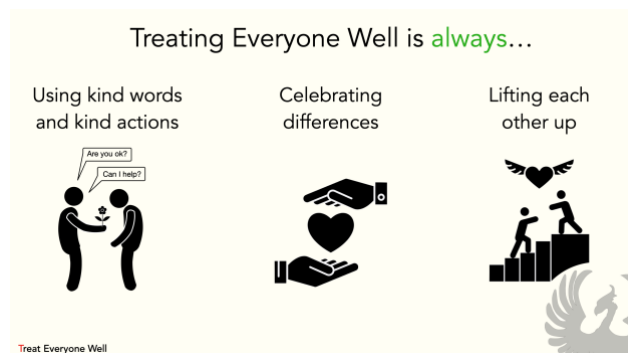 Treating Everyone Well is always...
Using kind words
and kind actions
Celebrating
differences
Lifting each
other up
Are you ok?
Can I help?
Treat Everyone Well